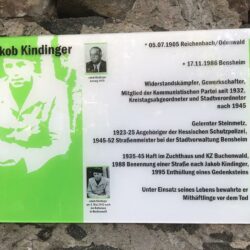 akob Kindinger
* 05.07.1905 Reichenbach/Odenwald
+ 17.11.1986 Bensheim
Widerstandskämpfer, Gewerkschafter,
Mitglied der Kommunistischen Partei seit 1932,
Kreistagsabgeordneter und Stadtverordneter
nach 1945
Gelernter Steinmetz.
1923-25 Angehöriger der Hessischen Schutzpolizei,
1945-52 Straßenmeister bei der Stadtverwaltung Bensheim
1935-45 Haft im Zuchthaus und KZ Buchenwald,
1988 Benennung einer Straße nach Jakob Kindinger,
1995 Enthüllung eines Gedenksteins
Unter Einsatz seines Lebens bewahrte er
Mithäftlinge vor dem Tod
Jakob Kindinger